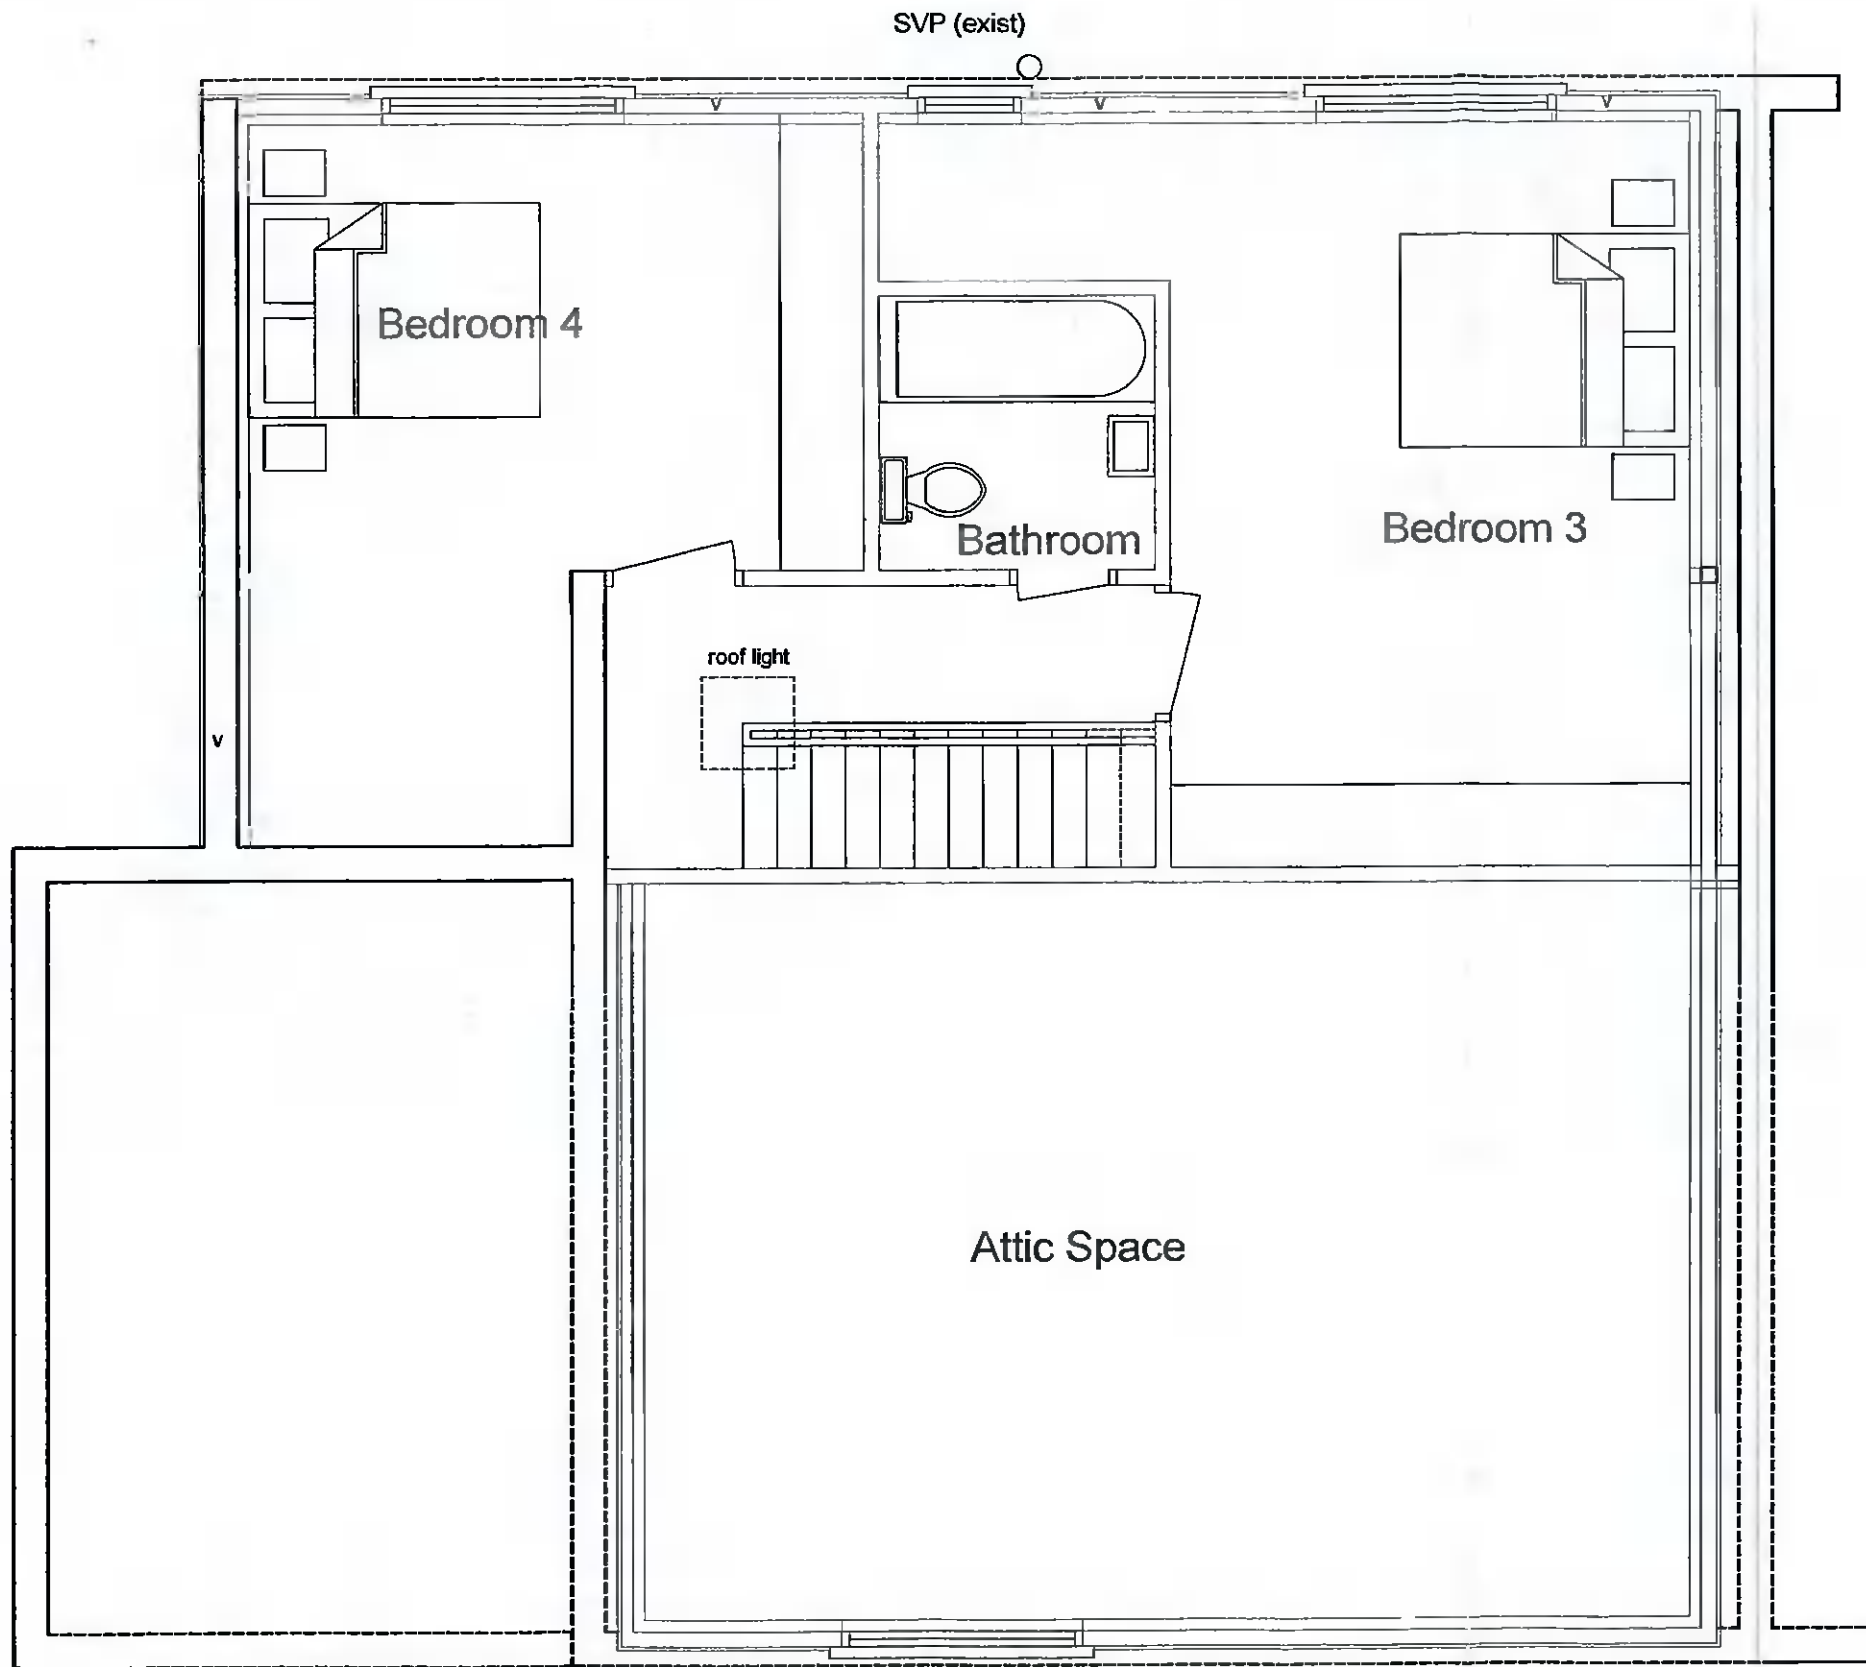 SVP (exist)
v
v
v
Bedroom 4
Bedroom 3
Bathroom
roof light
v
Attic Space